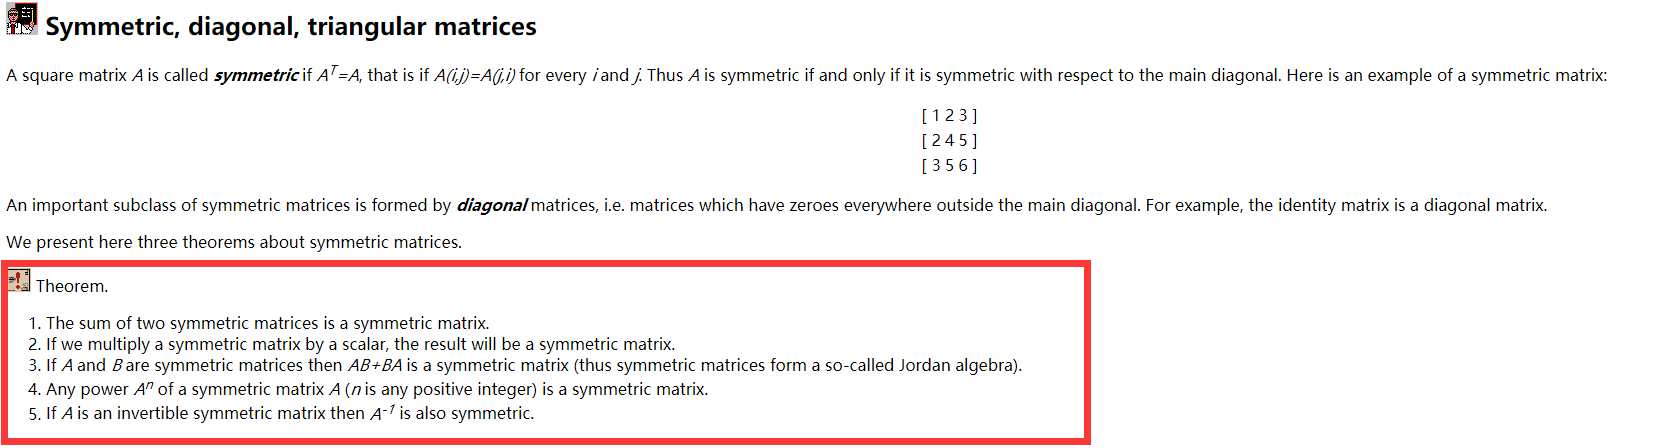 Symmetric, diagonal, triangular matrices
A square matrix A is called symmetric if Aᵀ=A, that is if A(i,j)=A(j,i) for every i and j. Thus A is symmetric if and only if it is symmetric with respect to the main diagonal. Here is an example of a symmetric matrix:
[ 1 2 3 ]
[ 2 4 5 ]
[ 3 5 6 ]
An important subclass of symmetric matrices is formed by diagonal matrices, i.e. matrices which have zeroes everywhere outside the main diagonal. For example, the identity matrix is a diagonal matrix.
We present here three theorems about symmetric matrices.
Theorem.
1. The sum of two symmetric matrices is a symmetric matrix.
2. If we multiply a symmetric matrix by a scalar, the result will be a symmetric matrix.
3. If A and B are symmetric matrices then AB+BA is a symmetric matrix (thus symmetric matrices form a so-called Jordan algebra).
4. Any power Aⁿ of a symmetric matrix A (n is any positive integer) is a symmetric matrix.
5. If A is an invertible symmetric matrix then A⁻¹ is also symmetric.